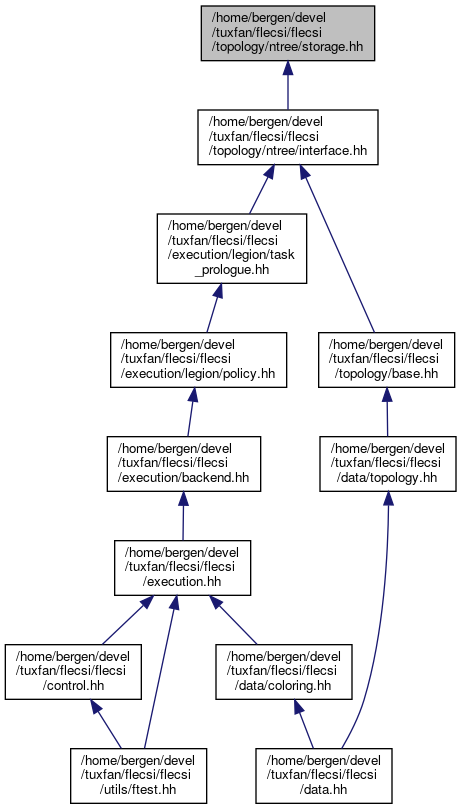 /home/bergen/devel
/tuxfan/flecsi/flecsi
/topology/ntree/storage.hh
/home/bergen/devel
/tuxfan/flecsi/flecsi
/topology/ntree/interface.hh
/home/bergen/devel
/tuxfan/flecsi/flecsi
/execution/legion/task
_prologue.hh
/home/bergen/devel
/tuxfan/flecsi/flecsi
/execution/legion/policy.hh
/home/bergen/devel
/tuxfan/flecsi/flecsi
/topology/base.hh
/home/bergen/devel
/tuxfan/flecsi/flecsi
/execution/backend.hh
/home/bergen/devel
/tuxfan/flecsi/flecsi
/data/topology.hh
/home/bergen/devel
/tuxfan/flecsi/flecsi
/execution.hh
/home/bergen/devel
/tuxfan/flecsi/flecsi
/control.hh
/home/bergen/devel
/tuxfan/flecsi/flecsi
/data/coloring.hh
/home/bergen/devel
/tuxfan/flecsi/flecsi
/utils/ftest.hh
/home/bergen/devel
/tuxfan/flecsi/flecsi
/data.hh